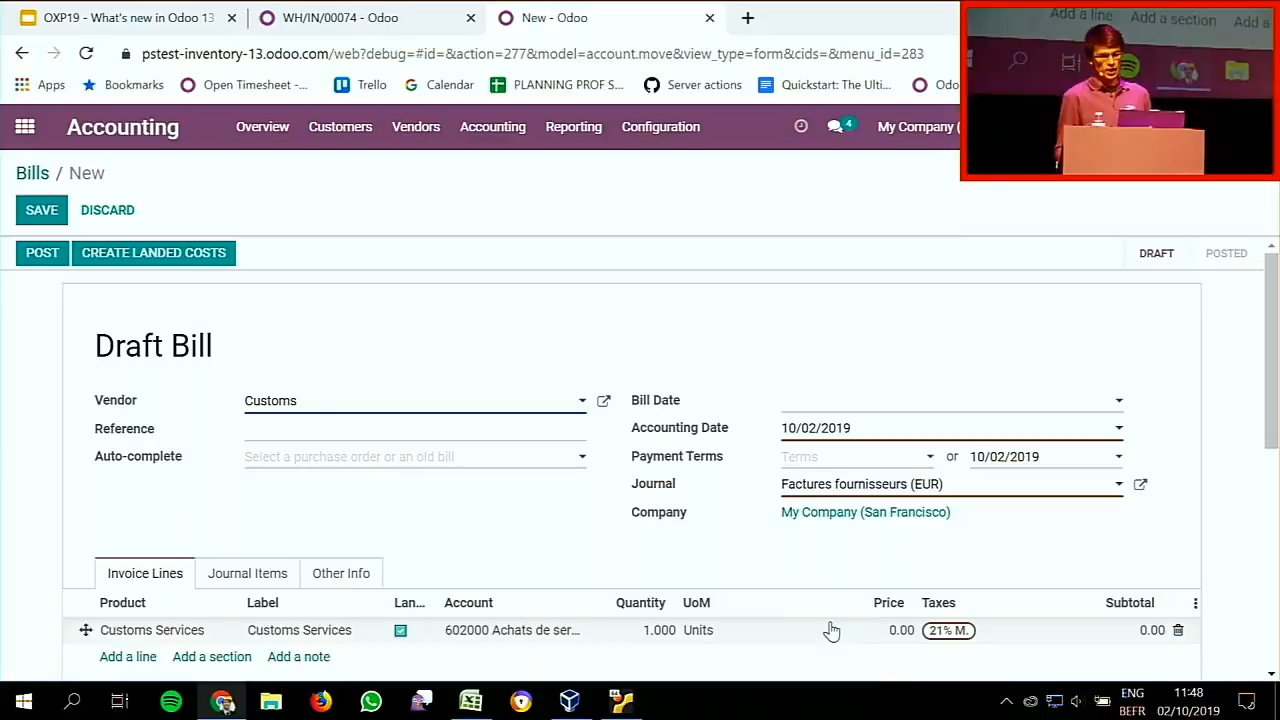 OXP19 - What's new in Odoo 13
WH/IN/00074 - Odoo
New - Odoo
pstest-inventory-13.odoo.com/web?debug=#id=&action=277&model=account.move&view_type=form&cids=&menu_id=283
Apps
Bookmarks
Open Timesheet -...
Trello
Calendar
PLANNING PROF S...
Server actions
Quickstart: The Ulti...
Odo
Add a line Add a section Add a
Accounting
Overview
Customers
Vendors
Accounting
Reporting
Configuration
4
My Company (
Bills / New
SAVE DISCARD
POST CREATE LANDED COSTS
DRAFT POSTED
Draft Bill
Vendor Customs
Bill Date
Reference
Accounting Date 10/02/2019
Auto-complete Select a purchase order or an old bill
Payment Terms Terms or 10/02/2019
Journal Factures fournisseurs (EUR)
Company My Company (San Francisco)
Invoice Lines Journal Items Other Info
Product Label Lan... Account Quantity UoM Price Taxes Subtotal
Customs Services Customs Services 602000 Achats de ser... 1.000 Units 0.00 21% M. 0.00
Add a line Add a section Add a note
ENG 11:48
BEFR 02/10/2019